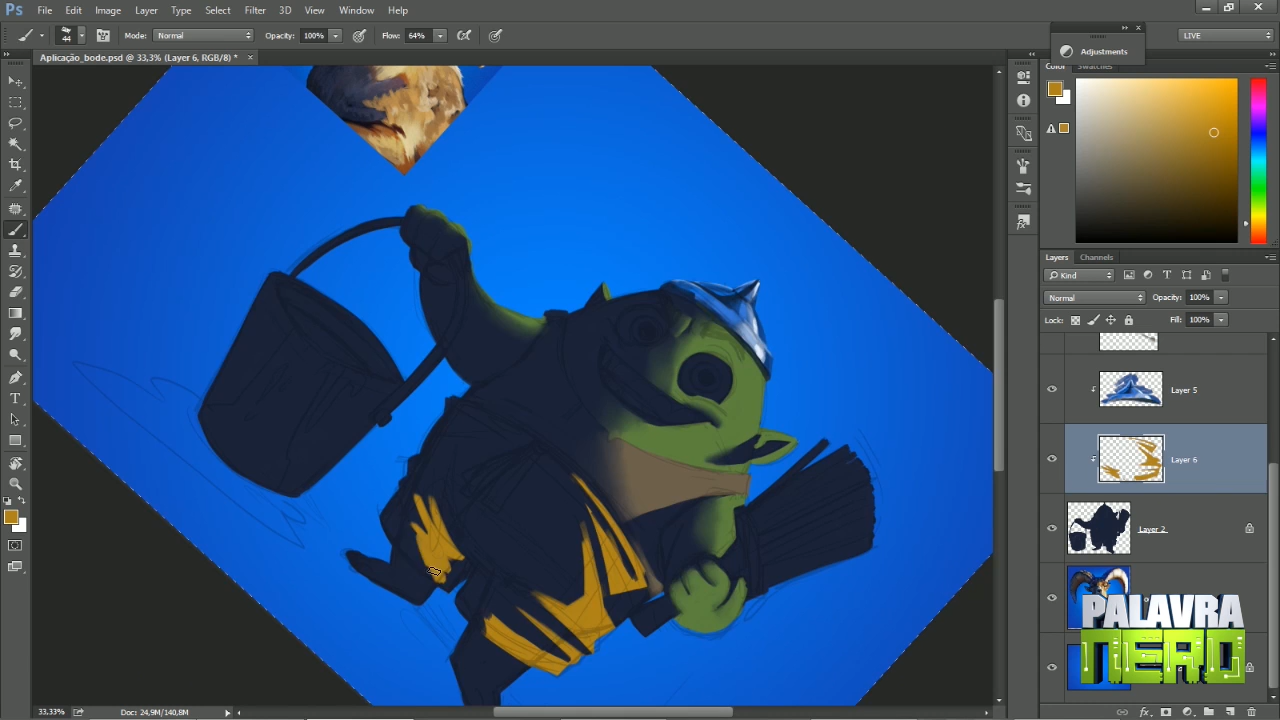 Ps File Edit Image Layer Type Select Filter 3D View Window Help
44 Mode: Normal Opacity: 100% Flow: 64% LIVE
Adjustments
Aplicação_bode.psd @ 33,3% (Layer 6, RGB/8) * ×
Color Swatches
Layers Channels
Kind
Normal Opacity: 100%
Lock: Fill: 100%
Layer 5
Layer 6
Layer 2
PALAVRA
NERD
33,33% Doc: 24,9M/140,8M